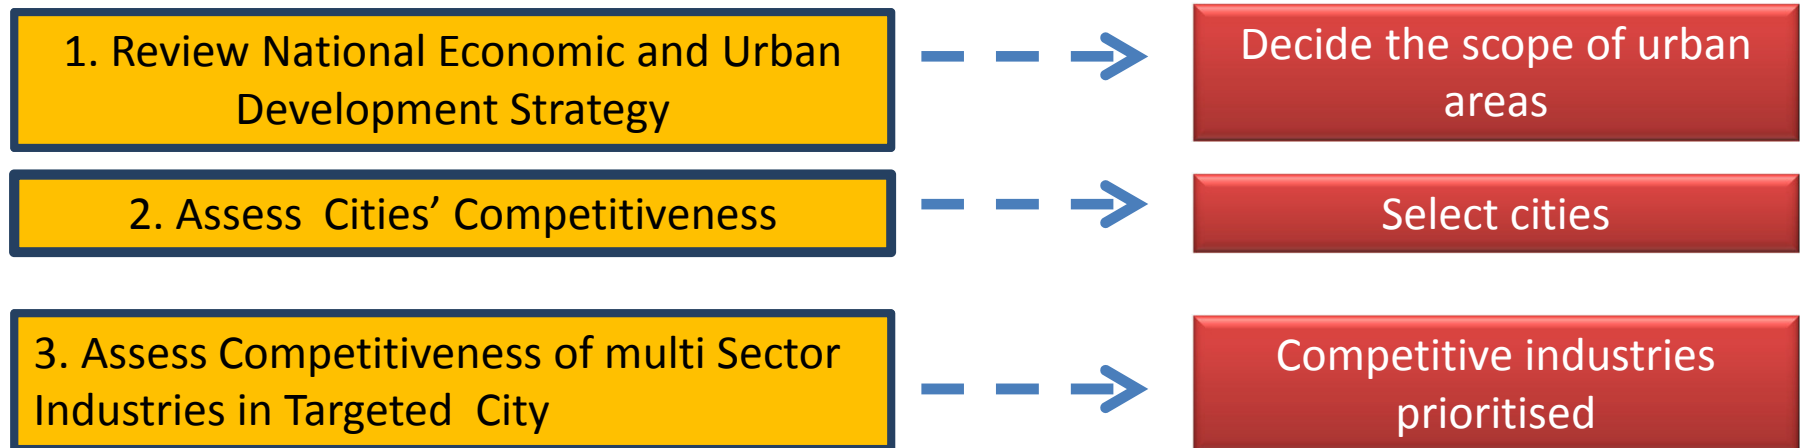 1. Review National Economic and Urban
Development Strategy
Decide the scope of urban
areas
2. Assess  Cities’ Competitiveness
Select cities
3. Assess Competitiveness of multi Sector
Industries in Targeted  City
Competitive industries
prioritised